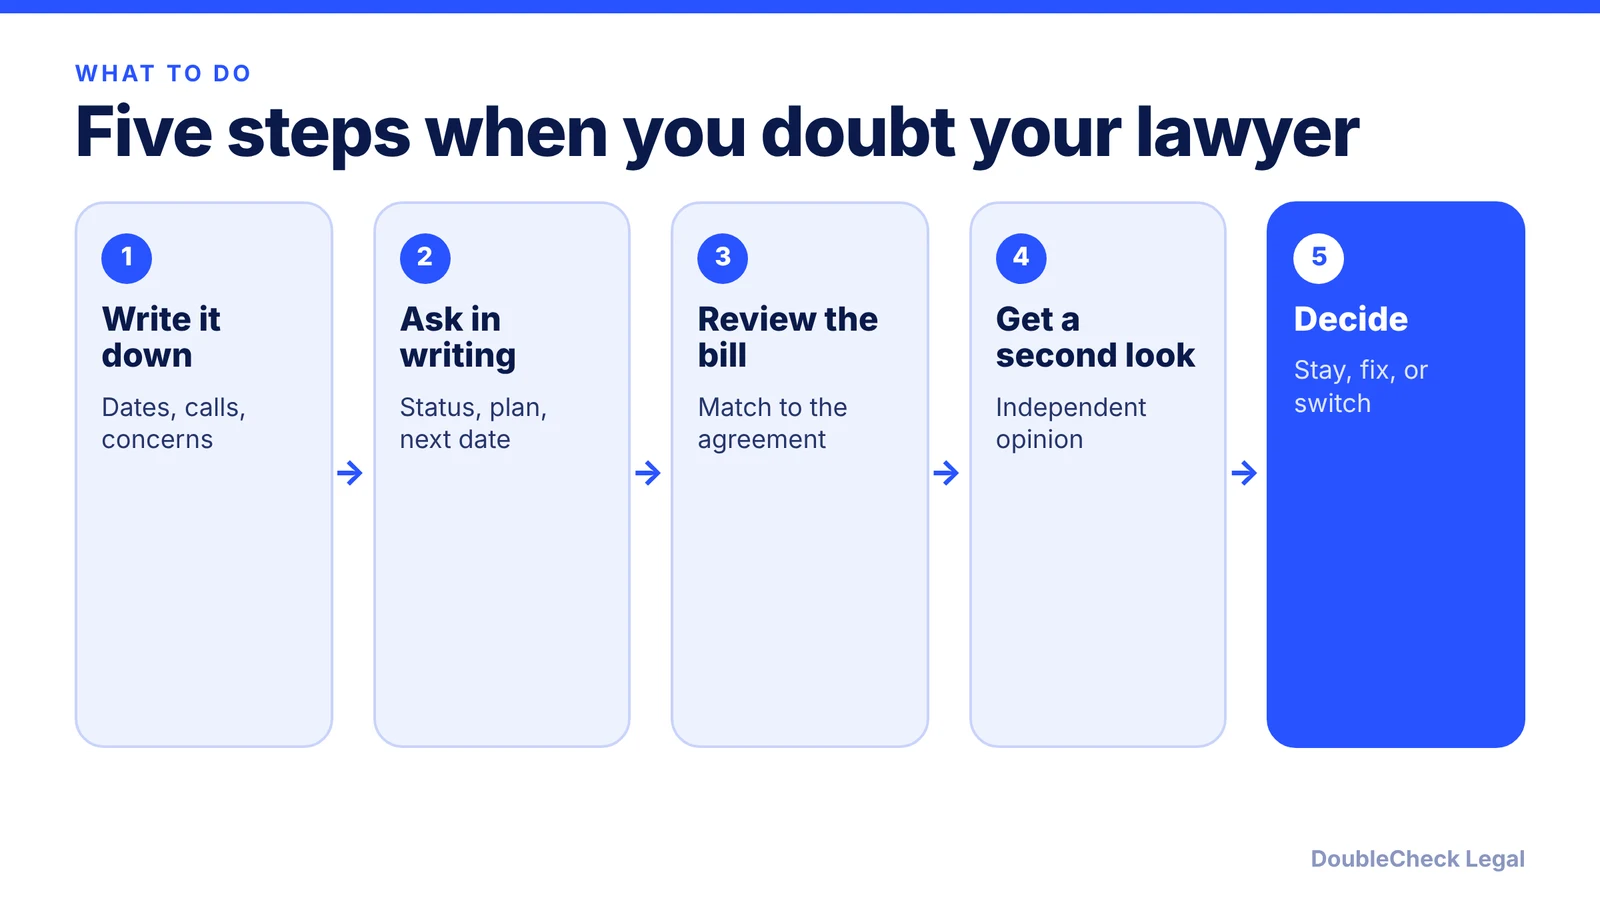 WHAT TO DO
Five steps when you doubt your lawyer
1
Write it
down
Dates, calls,
concerns
2
Ask in
writing
Status, plan,
next date
3
Review the
bill
Match to the
agreement
4
Get a
second look
Independent
opinion
5
Decide
Stay, fix, or
switch
DoubleCheck Legal